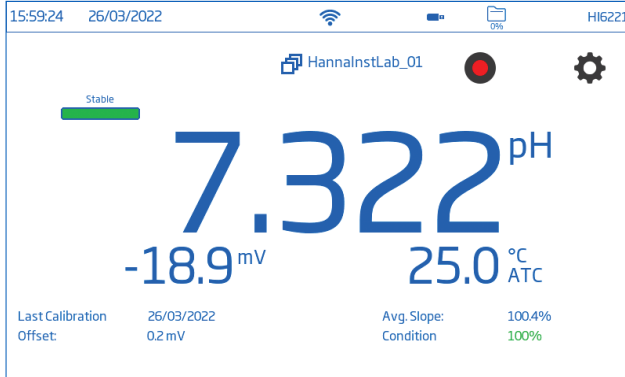 15:59:24 26/03/2022 0% HI6221
HannaInstLab_01
Stable
7.322 pH
-18.9 mV 25.0 °C
ATC
Last Calibration 26/03/2022 Avg. Slope: 100.4%
Offset: 0.2 mV Condition 100%